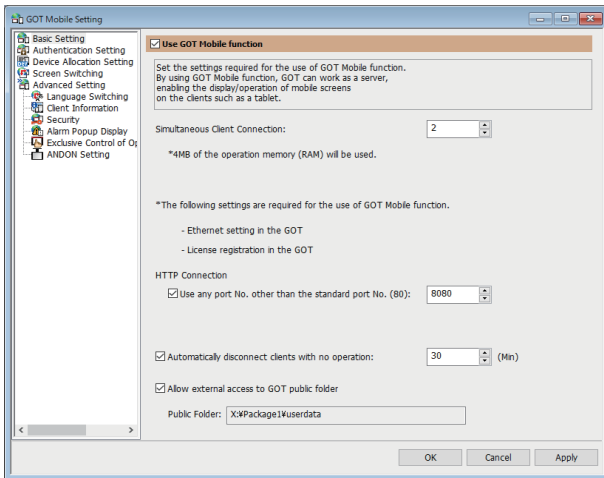 GOT Mobile Setting
Basic Setting
Authentication Setting
Device Allocation Setting
Screen Switching
Advanced Setting
Language Switching
Client Information
Security
Alarm Popup Display
Exclusive Control of Op
ANDON Setting
Use GOT Mobile function
Set the settings required for the use of GOT Mobile function.
By using GOT Mobile function, GOT can work as a server,
enabling the display/operation of mobile screens
on the clients such as a tablet.
Simultaneous Client Connection: 2
*4MB of the operation memory (RAM) will be used.
*The following settings are required for the use of GOT Mobile function.
- Ethernet setting in the GOT
- License registration in the GOT
HTTP Connection
Use any port No. other than the standard port No. (80): 8080
Automatically disconnect clients with no operation: 30 (Min)
Allow external access to GOT public folder
Public Folder: X:¥Package1¥userdata
OK Cancel Apply